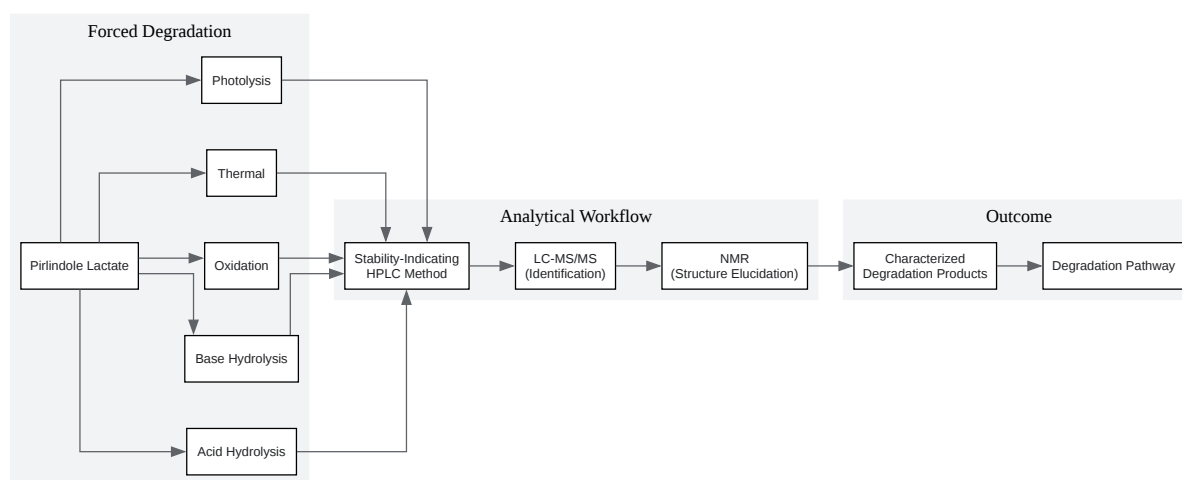 Forced Degradation
Photolysis
Thermal
Analytical Workflow
Outcome
Pirlindole Lactate
Oxidation
Stability-Indicating
HPLC Method
LC-MS/MS
(Identification)
NMR
(Structure Elucidation)
Characterized
Degradation Products
Degradation Pathway
Base Hydrolysis
Acid Hydrolysis